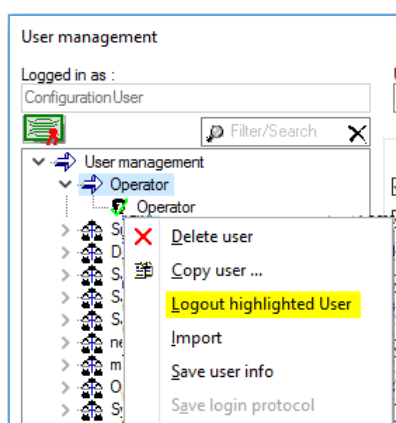 User management
Logged in as :
ConfigurationUser
Filter/Search
User management
Operator
Operator
Delete user
Copy user ...
Logout highlighted User
Import
Save user info
Save login protocol